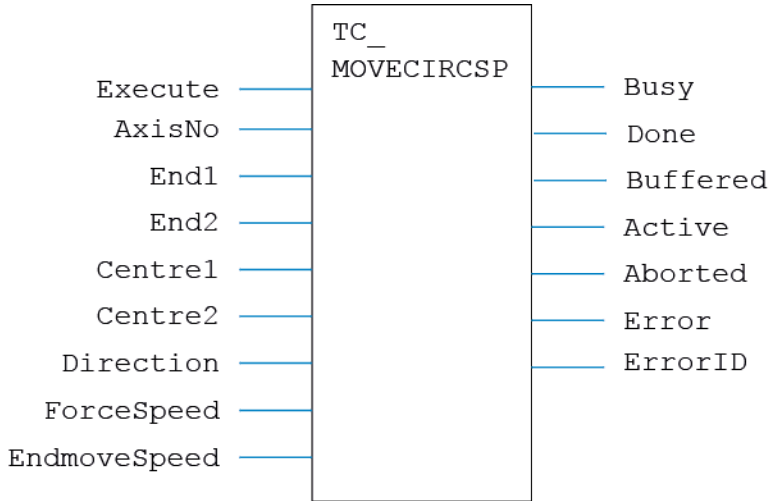 TC_
MOVECIRCSP
Execute
AxisNo
End1
End2
Centre1
Centre2
Direction
ForceSpeed
EndmoveSpeed
Busy
Done
Buffered
Active
Aborted
Error
ErrorID